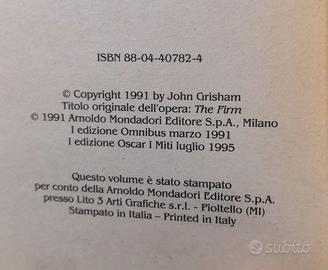 ISBN 88-04-40782-4
© Copyright 1991 by John Grisham
Titolo originale dell'opera: The Firm
© 1991 Arnoldo Mondadori Editore S.p.A., Milano
I edizione Omnibus marzo 1991
I edizione Oscar I Miti luglio 1995
Questo volume è stato stampato
per conto della Arnoldo Mondadori Editore S.p.A.
presso Lito 3 Arti Grafiche s.r.l. - Pioltello (MI)
Stampato in Italia - Printed in Italy
subito